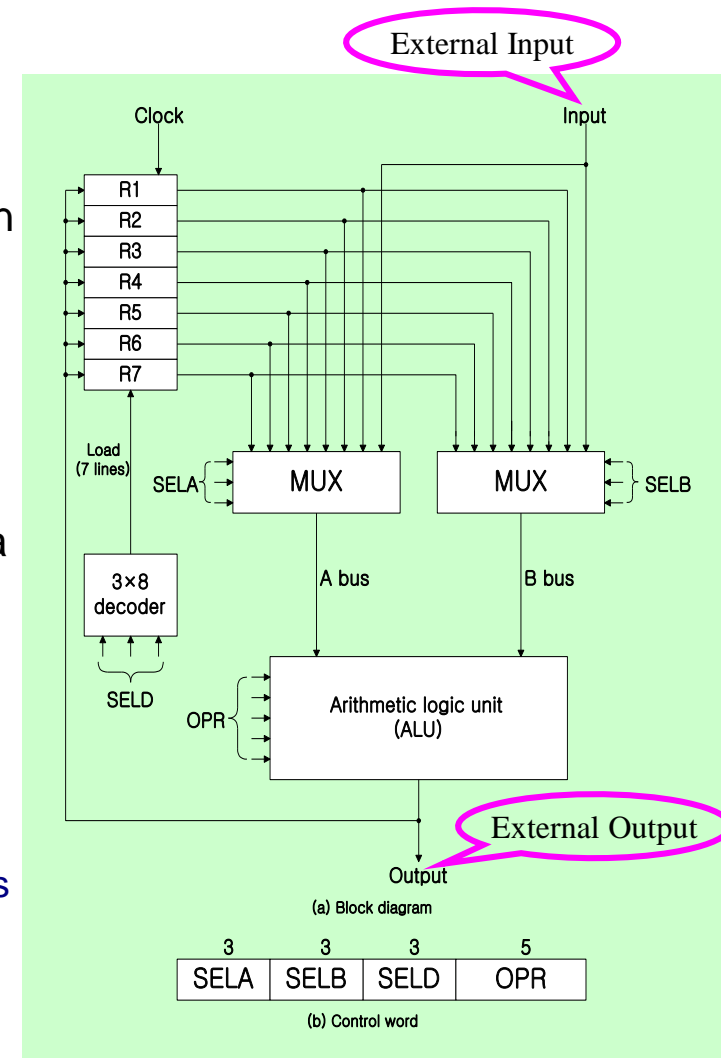 External Input
Clock
Input
R1
R2
R3
R4
R5
R6
R7
Load
(7 lines)
SELA
MUX
MUX
SELB
A bus
B bus
3×8
decoder
SELD
OPR
Arithmetic logic unit
(ALU)
External Output
Output
(a) Block diagram
3 3 3 5
SELA SELB SELD OPR
(b) Control word